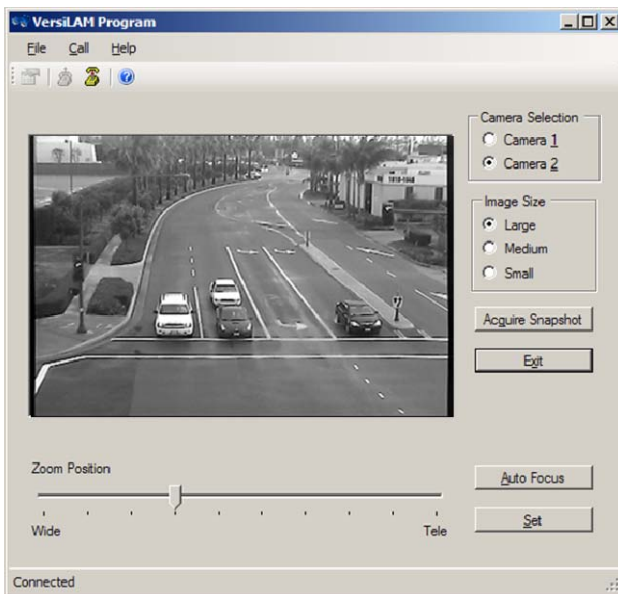 VersiLAM Program
File Call Help
Camera Selection
Camera 1
Camera 2
Image Size
Large
Medium
Small
Acquire Snapshot
Exit
Zoom Position
Wide
Tele
Auto Focus
Set
Connected